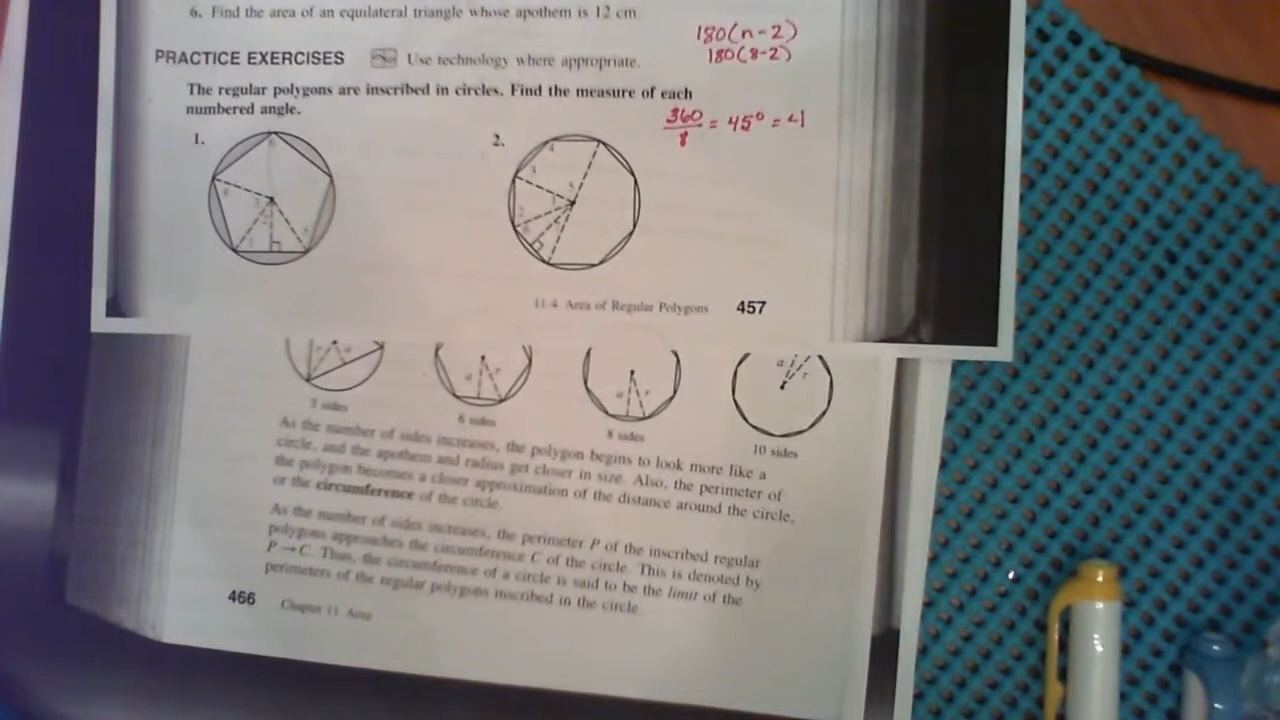 6. Find the area of an equilateral triangle whose apothem is 12 cm.
180(n-2)
180(8-2)
PRACTICE EXERCISES Use technology where appropriate.
The regular polygons are inscribed in circles. Find the measure of each
numbered angle.
360/8 = 45° = ∠1
1.
2.
11.4 Area of Regular Polygons 457
a r
a r
a r
6 sides
8 sides
10 sides
As the number of sides increases, the polygon begins to look more like a
circle, and the apothem and radius get closer in size. Also, the perimeter of
the polygon becomes a closer approximation of the distance around the circle,
or the circumference of the circle.
As the number of sides increases, the perimeter P of the inscribed regular
polygons approaches the circumference C of the circle. This is denoted by
P → C. Thus, the circumference of a circle is said to be the limit of the
perimeters of the regular polygons inscribed in the circle.
466 Chapter 11 Area